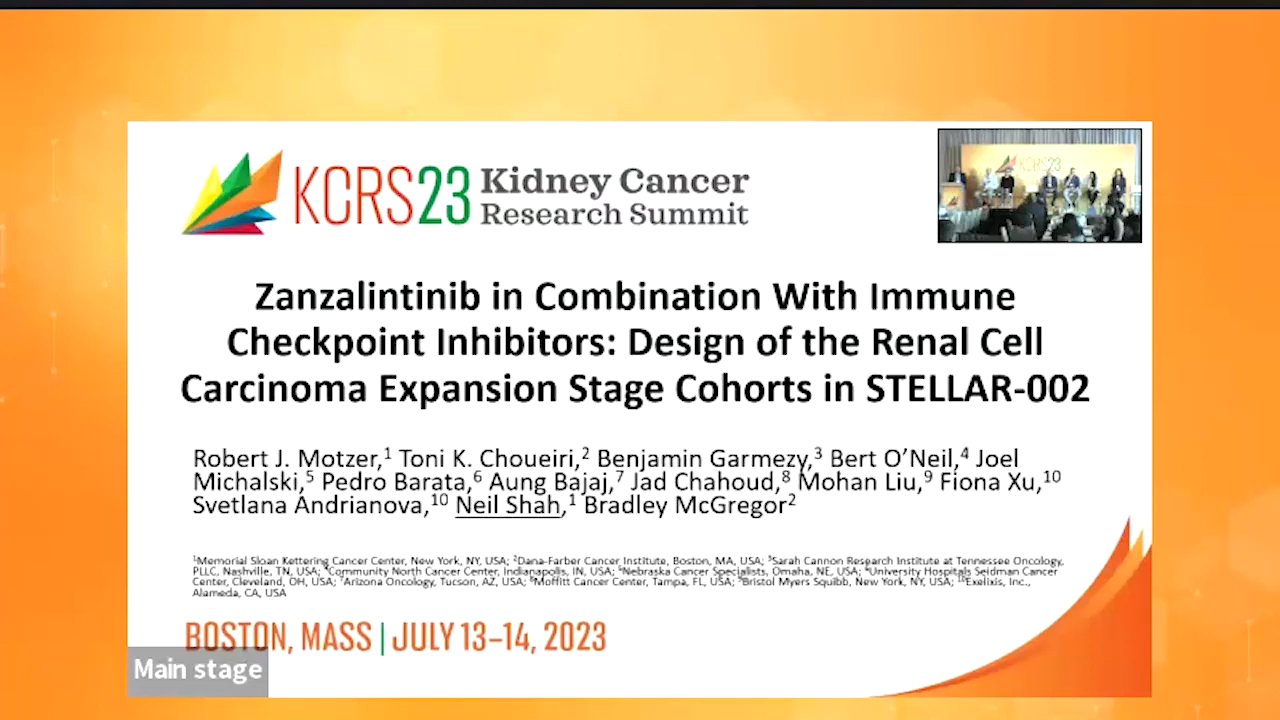 KCRS23 Kidney Cancer
Research Summit
KCRS23
Zanzalintinib in Combination With Immune
Checkpoint Inhibitors: Design of the Renal Cell
Carcinoma Expansion Stage Cohorts in STELLAR-002
Robert J. Motzer,¹ Toni K. Choueiri,² Benjamin Garmezy,³ Bert O’Neil,⁴ Joel
Michalski,⁵ Pedro Barata,⁶ Aung Bajaj,⁷ Jad Chahoud,⁸ Mohan Liu,⁹ Fiona Xu,¹⁰
Svetlana Andrianova,¹⁰ Neil Shah,¹ Bradley McGregor²
¹Memorial Sloan Kettering Cancer Center, New York, NY, USA; ²Dana-Farber Cancer Institute, Boston, MA, USA; ³Sarah Cannon Research Institute at Tennessee Oncology,
PLLC, Nashville, TN, USA; ⁴Community North Cancer Center, Indianapolis, IN, USA; ⁵Nebraska Cancer Specialists, Omaha, NE, USA; ⁶University Hospitals Seidman Cancer
Center, Cleveland, OH, USA; ⁷Arizona Oncology, Tucson, AZ, USA; ⁸Moffitt Cancer Center, Tampa, FL, USA; ⁹Bristol Myers Squibb, New York, NY, USA; ¹⁰Exelixis, Inc.,
Alameda, CA, USA
BOSTON, MASS | JULY 13–14, 2023
Main stage